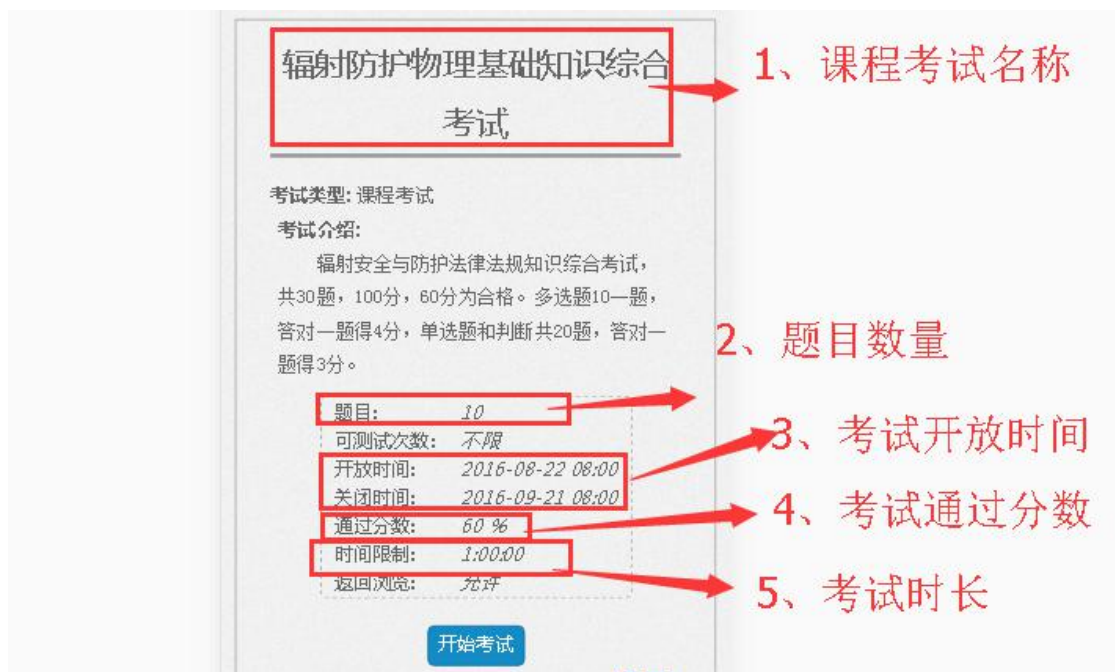 辐射防护物理基础知识综合
考试
1、课程考试名称
考试类型: 课程考试
考试介绍:
辐射安全与防护法律法规知识综合考试，
共30题，100分，60分为合格。多选题10一题，
答对一题得4分，单选题和判断共20题，答对一
题得3分。
2、题目数量
题目: 10
可测试次数: 不限
开放时间: 2016-08-22 08:00
关闭时间: 2016-09-21 08:00
3、考试开放时间
通过分数: 60 %
4、考试通过分数
时间限制: 1:00:00
返回浏览: 允许
5、考试时长
开始考试